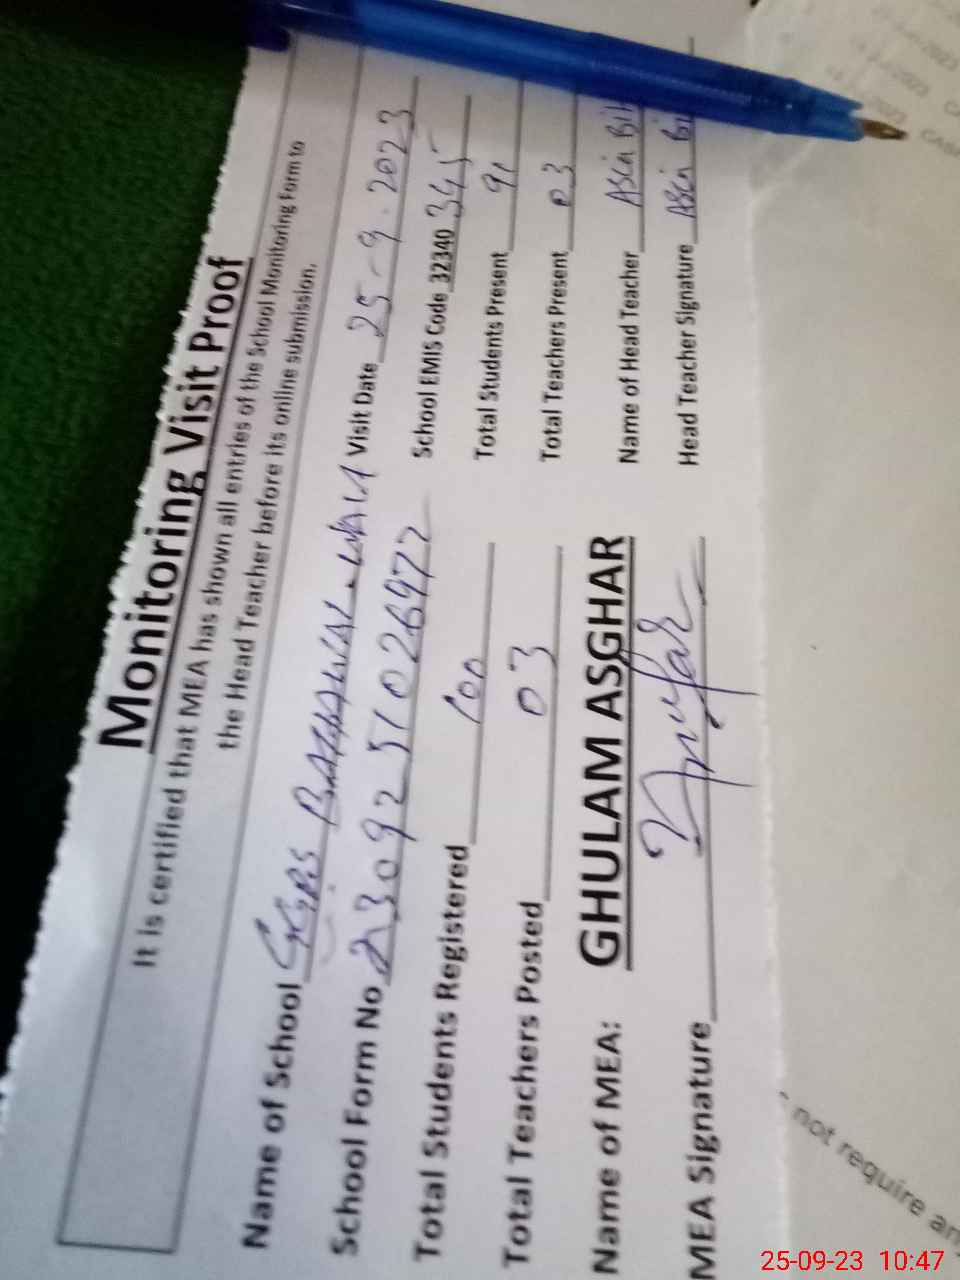 Monitoring Visit Proof
It is certified that MEA has shown all entries of the School Monitoring Form to
the Head Teacher before its online submission.
Name of School GGPS Visit Date 25-9-2023
School Form No 2309251026972 School EMIS Code 32340 345
Total Students Registered 100 Total Students Present 91
Total Teachers Posted 03 Total Teachers Present 03
Name of MEA: GHULAM ASGHAR Name of Head Teacher Asia
MEA Signature Head Teacher Signature Asia
not require
25-09-23 10:47